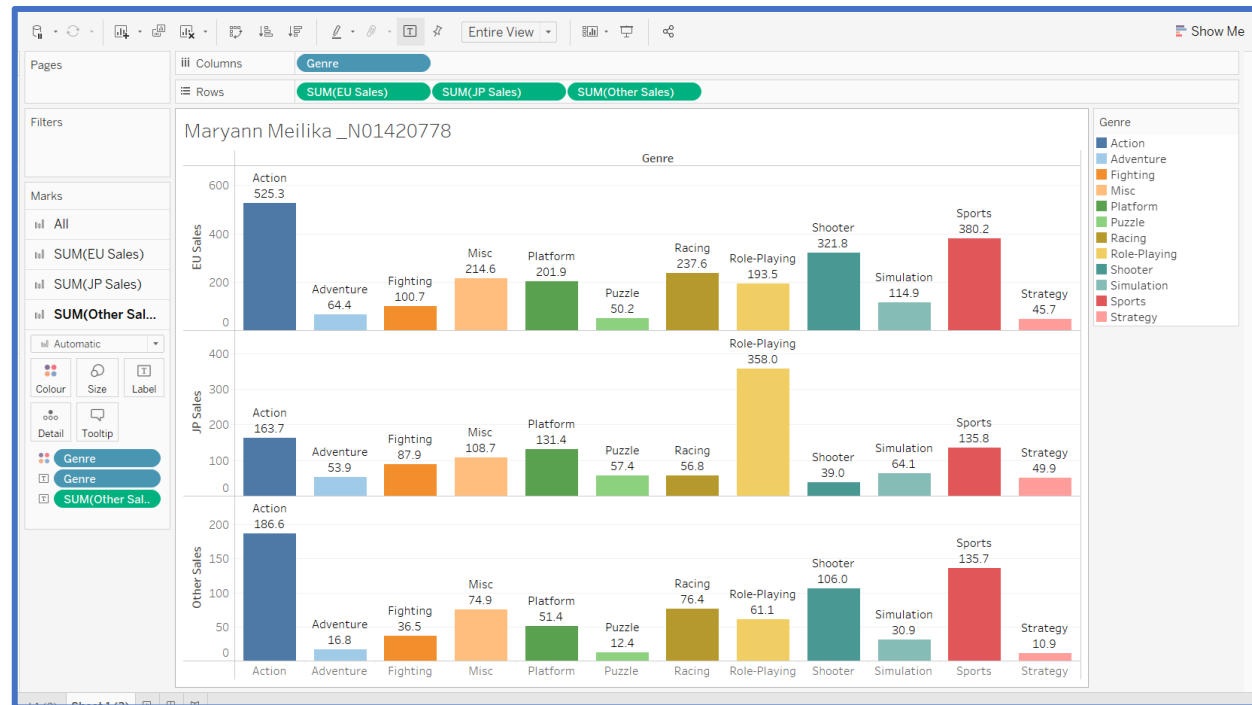 Entire View
Show Me
Pages
Columns
Genre
Rows
SUM(EU Sales)
SUM(JP Sales)
SUM(Other Sales)
Filters
Marks
All
SUM(EU Sales)
SUM(JP Sales)
SUM(Other Sal...
Automatic
Colour
Size
Label
Detail
Tooltip
Genre
Genre
SUM(Other Sal..
Maryann Meilika _N01420778
Genre
EU Sales
600
400
200
0
Action
525.3
Adventure
64.4
Fighting
100.7
Misc
214.6
Platform
201.9
Puzzle
50.2
Racing
237.6
Role-Playing
193.5
Shooter
321.8
Simulation
114.9
Sports
380.2
Strategy
45.7
JP Sales
400
300
200
100
0
Action
163.7
Adventure
53.9
Fighting
87.9
Misc
108.7
Platform
131.4
Puzzle
57.4
Racing
56.8
Role-Playing
358.0
Shooter
39.0
Simulation
64.1
Sports
135.8
Strategy
49.9
Other Sales
200
150
100
50
0
Action
186.6
Adventure
16.8
Fighting
36.5
Misc
74.9
Platform
51.4
Puzzle
12.4
Racing
76.4
Role-Playing
61.1
Shooter
106.0
Simulation
30.9
Sports
135.7
Strategy
10.9
Action
Adventure
Fighting
Misc
Platform
Puzzle
Racing
Role-Playing
Shooter
Simulation
Sports
Strategy
Genre
Action
Adventure
Fighting
Misc
Platform
Puzzle
Racing
Role-Playing
Shooter
Simulation
Sports
Strategy